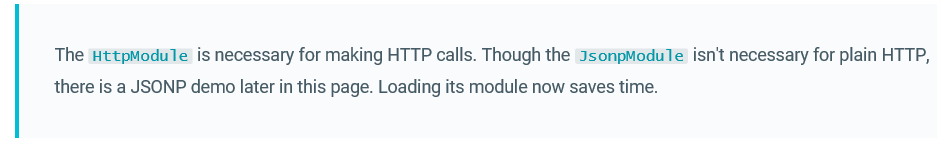 The HttpModule is necessary for making HTTP calls. Though the JsonpModule isn't necessary for plain HTTP,
there is a JSONP demo later in this page. Loading its module now saves time.